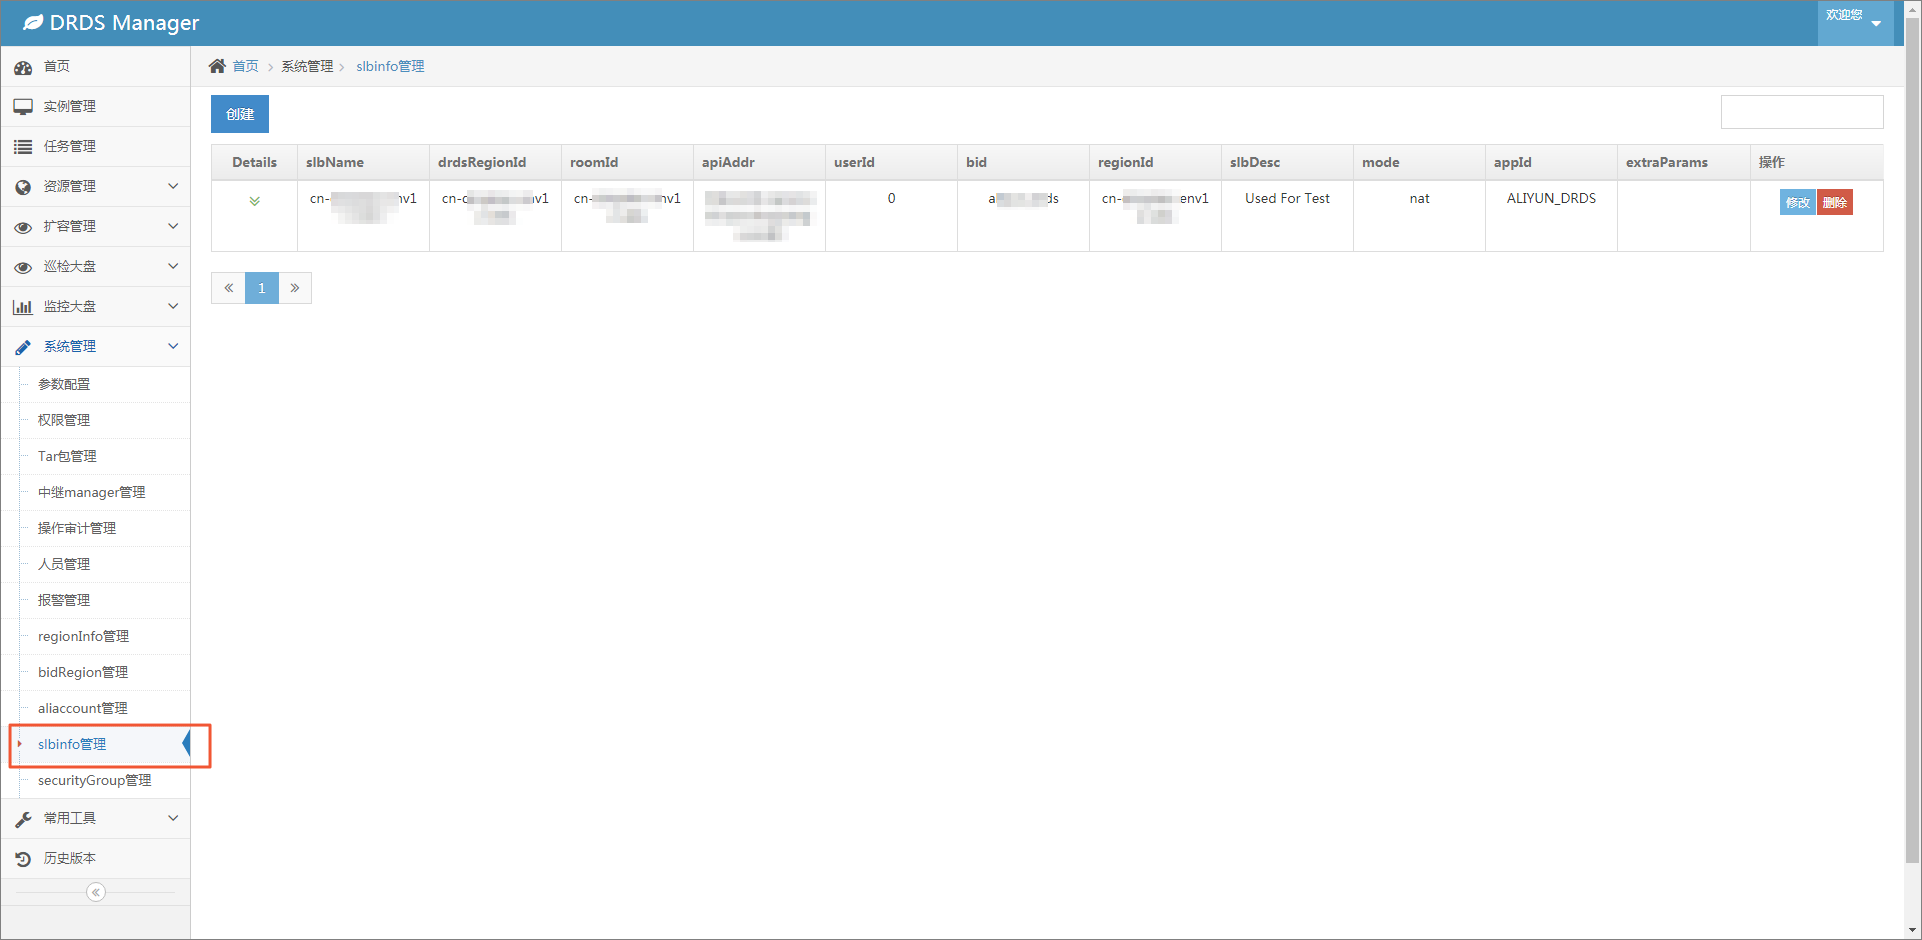 DRDS Manager
欢迎您
首页
实例管理
任务管理
资源管理
扩容管理
巡检大盘
监控大盘
系统管理
参数配置
权限管理
Tar包管理
中继manager管理
操作审计管理
人员管理
报警管理
regionInfo管理
bidRegion管理
aliaccount管理
slbinfo管理
securityGroup管理
常用工具
历史版本
首页 系统管理 slbinfo管理
创建
Details slbName drdsRegionId roomId apiAddr userId bid regionId slbDesc mode appId extraParams 操作
cn- nv1 cn- nv1 cn- nv1 0 a ds cn- env1 Used For Test nat ALIYUN_DRDS 修改 删除
« 1 »